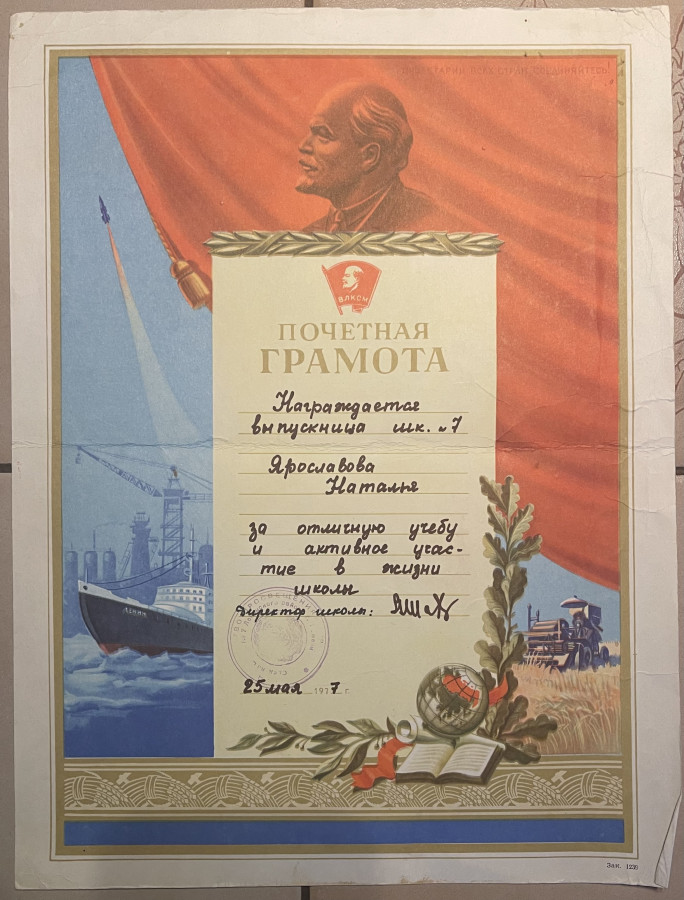 ПРОЛЕТАРИИ ВСЕХ СТРАН, СОЕДИНЯЙТЕСЬ!
ВЛКСМ
ПОЧЕТНАЯ
ГРАМОТА
Награждается
выпускница шк. №7
Ярославова
Наталья
за отличную учебу
и активное учас-
тие в жизни
школы
Директор школы:
25 мая 1977 г.
ЛЕНИН
Зак. 1239